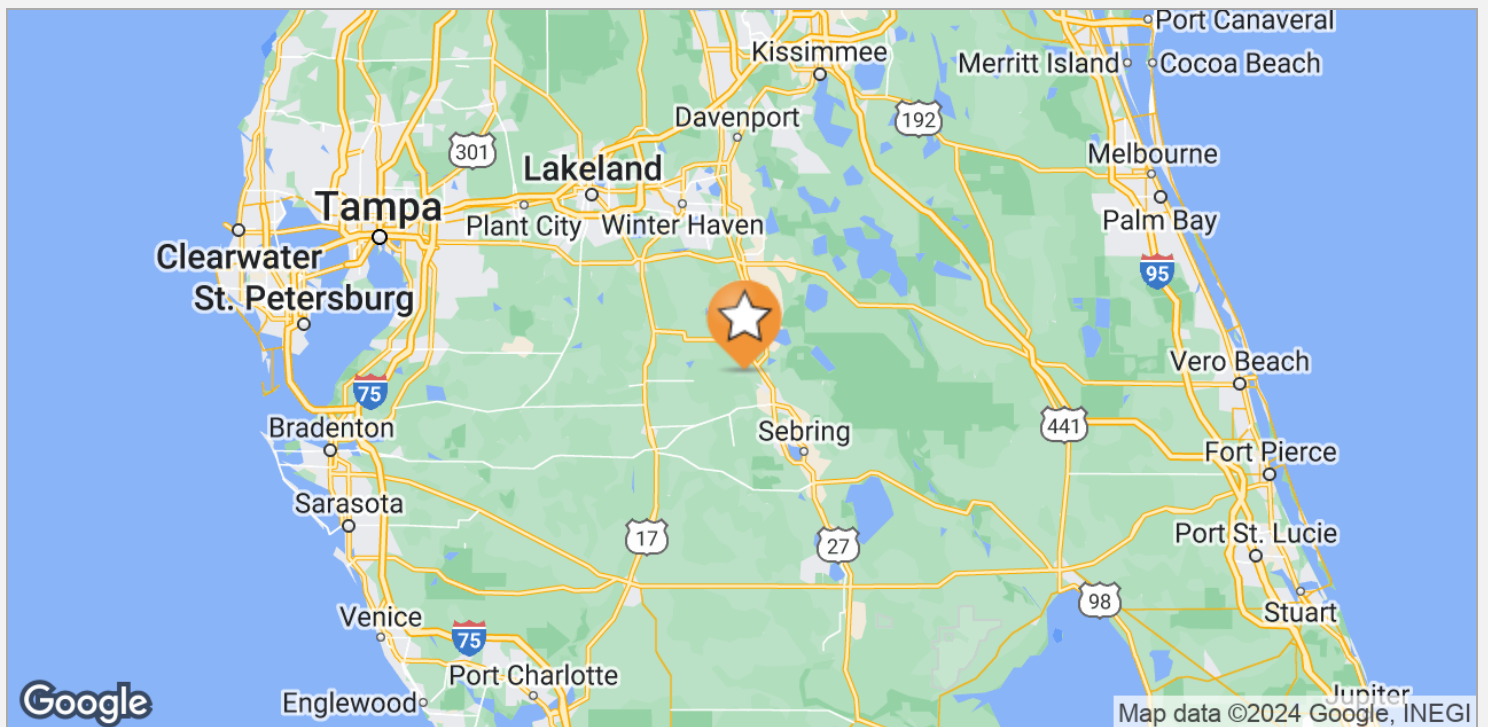 Port Canaveral
Kissimmee
Merritt Island
Cocoa Beach
Davenport
192
301
Melbourne
Lakeland
Tampa
Plant City
Winter Haven
Palm Bay
Clearwater
95
St. Petersburg
Vero Beach
75
441
Bradenton
Sebring
Fort Pierce
Sarasota
17
27
Port St. Lucie
98
Stuart
Venice
75
Port Charlotte
Englewood
Jupiter
Google
Map data ©2024 Google, INEGI